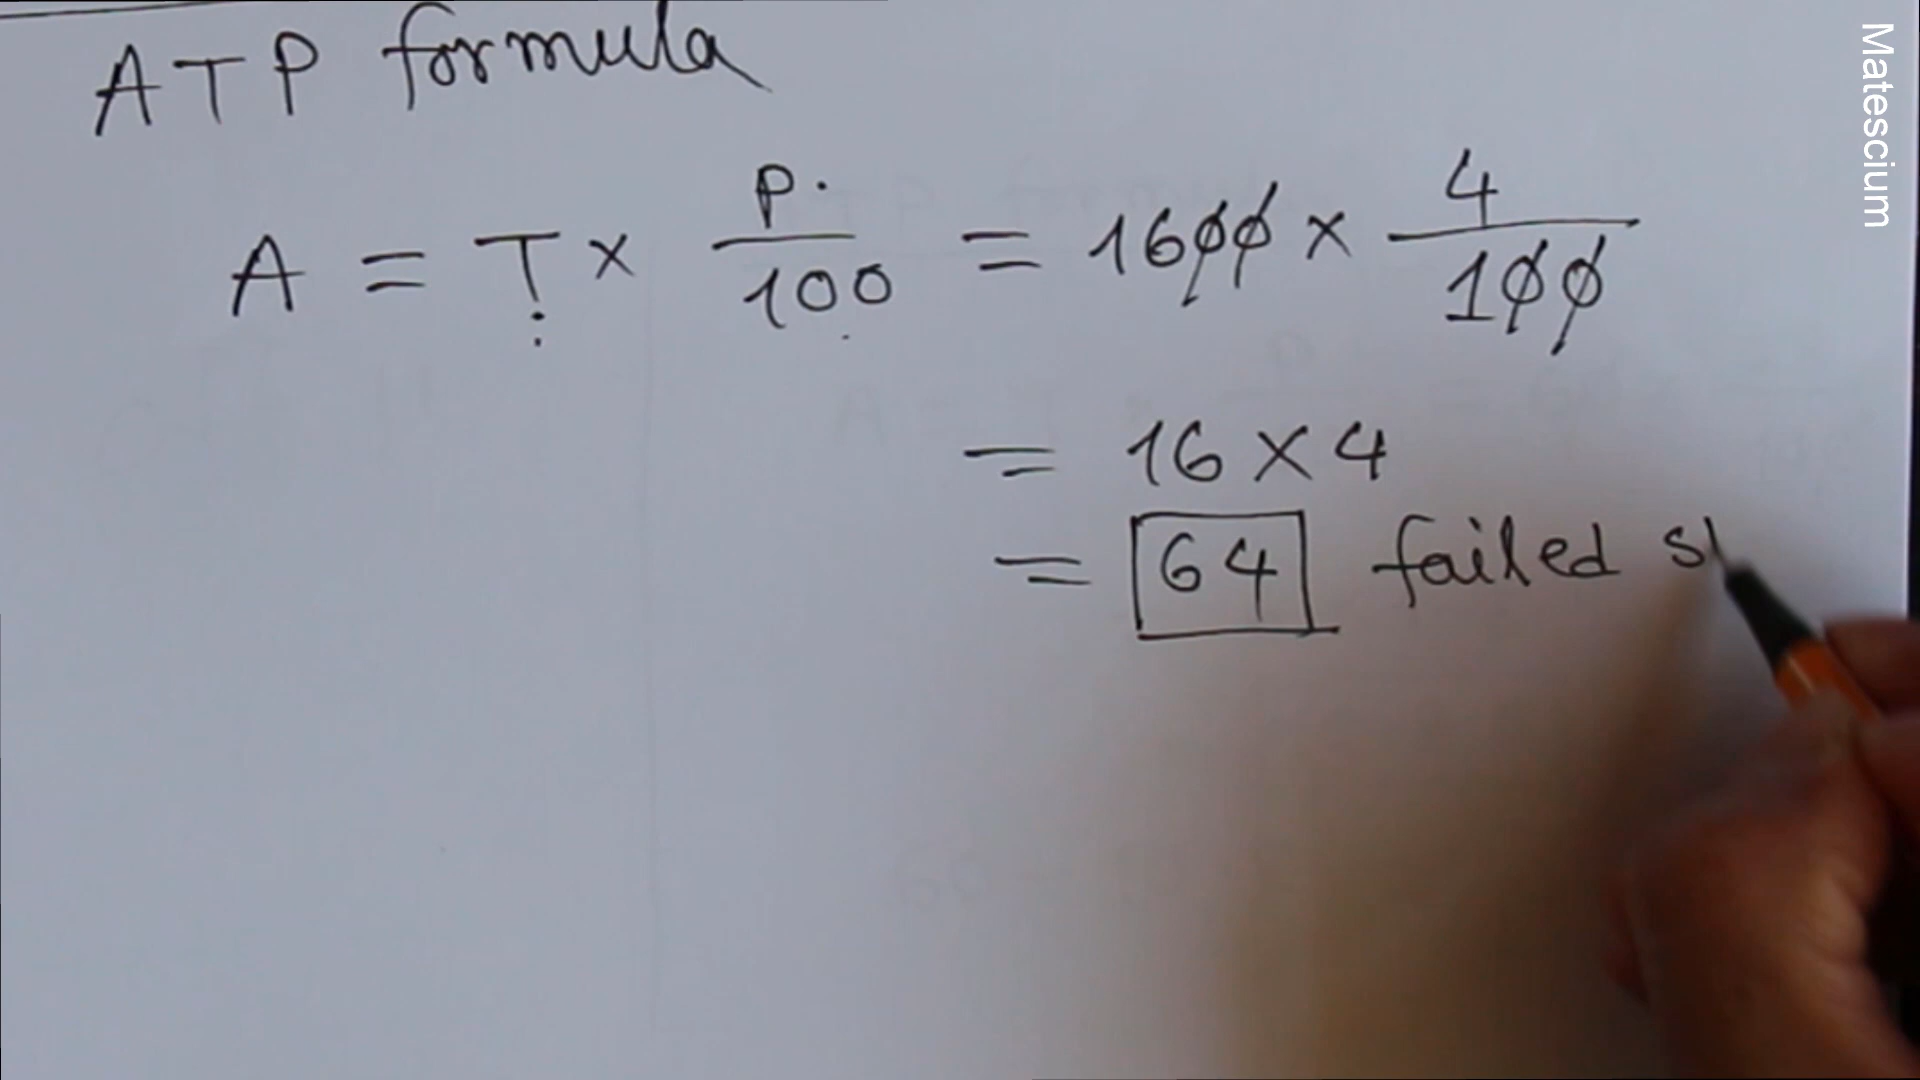 ATP formula
A = T × P/100 = 1600 × 4/100
= 16 × 4
= 64 failed
Matescium